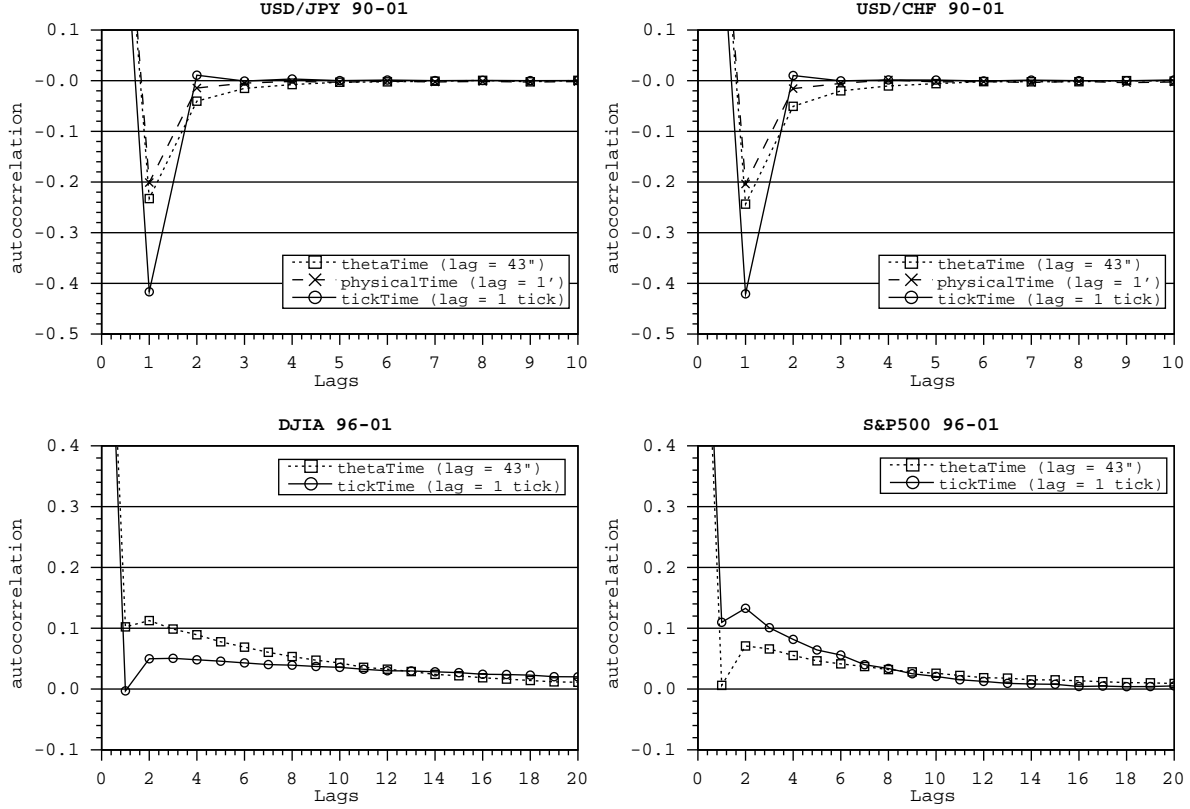 USD/JPY 90-01
0.1
-0.0
-0.1
-0.2
-0.3
-0.4
-0.5
autocorrelation
thetaTime (lag = 43")
physicalTime (lag = 1')
tickTime (lag = 1 tick)
0 1 2 3 4 5 6 7 8 9 10
Lags
USD/CHF 90-01
0.1
-0.0
-0.1
-0.2
-0.3
-0.4
-0.5
autocorrelation
thetaTime (lag = 43")
physicalTime (lag = 1')
tickTime (lag = 1 tick)
0 1 2 3 4 5 6 7 8 9 10
Lags
DJIA 96-01
0.4
0.3
0.2
0.1
0.0
-0.1
autocorrelation
thetaTime (lag = 43")
tickTime (lag = 1 tick)
0 2 4 6 8 10 12 14 16 18 20
Lags
S&P500 96-01
0.4
0.3
0.2
0.1
0.0
-0.1
autocorrelation
thetaTime (lag = 43")
tickTime (lag = 1 tick)
0 2 4 6 8 10 12 14 16 18 20
Lags